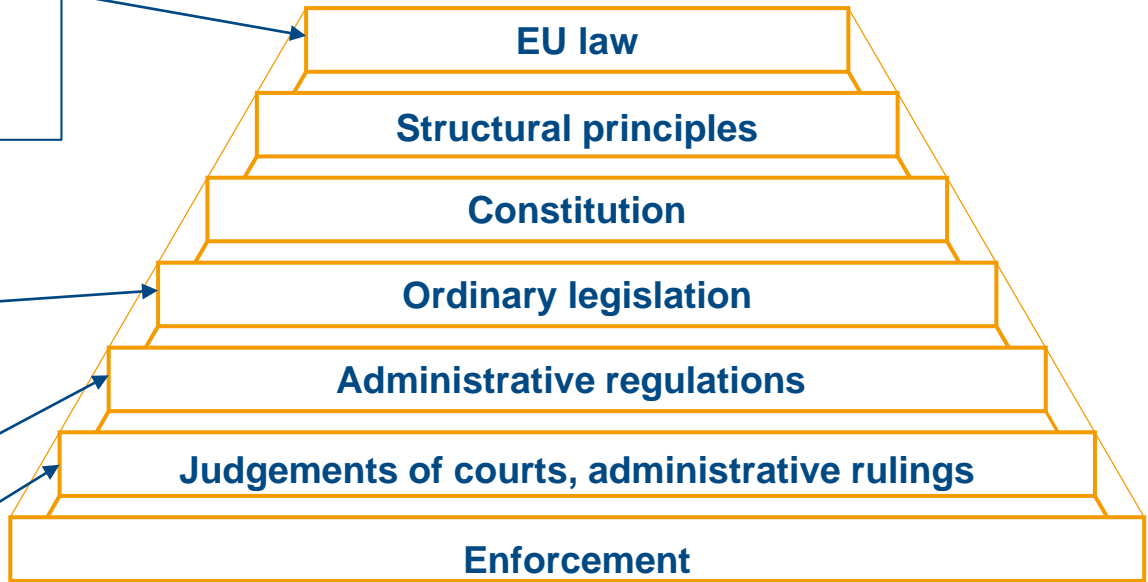 EU law
Structural principles
Constitution
Ordinary legislation
Administrative regulations
Judgements of courts, administrative rulings
Enforcement